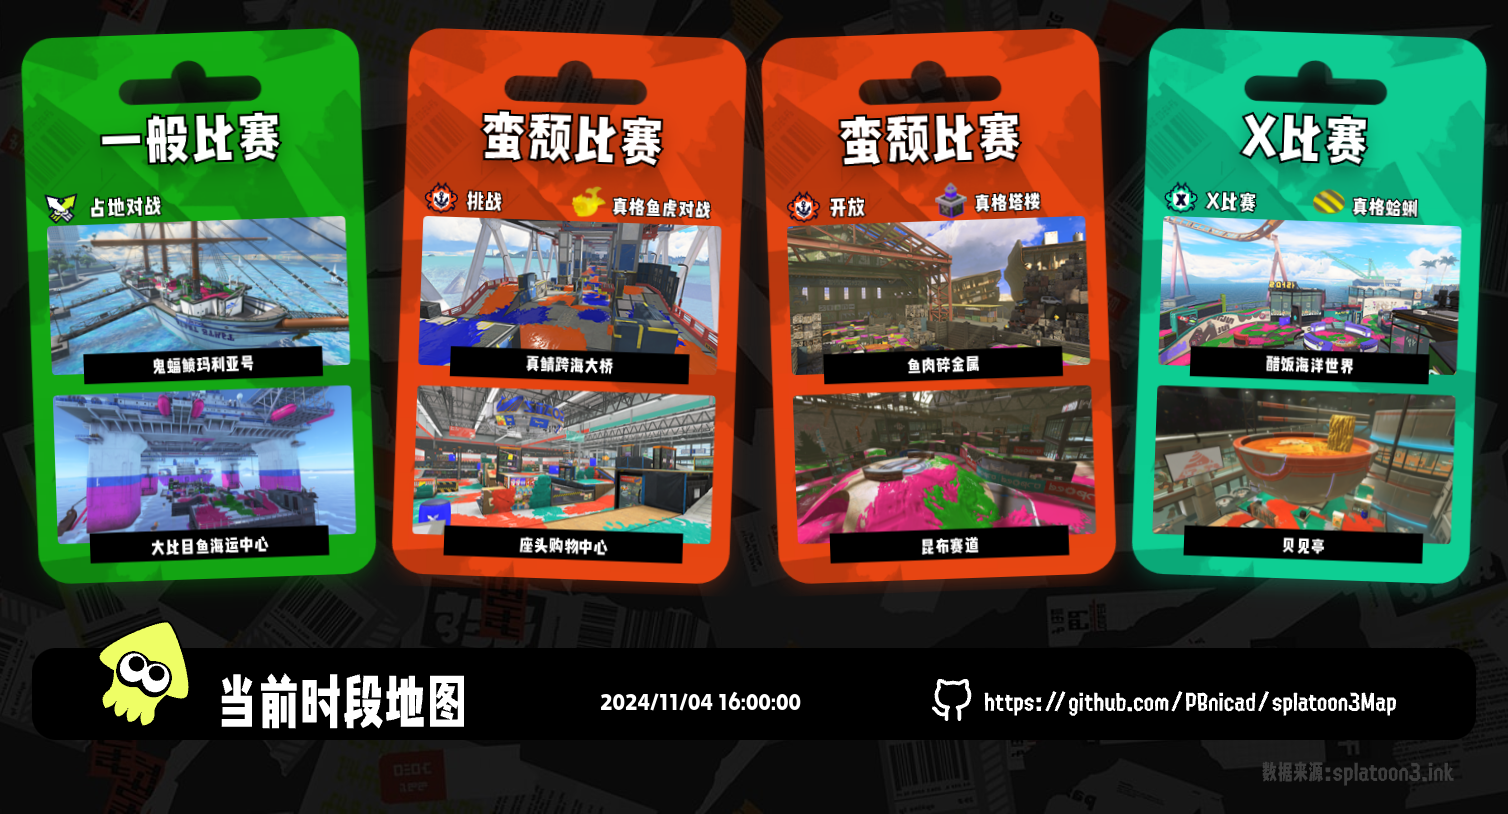 一般比赛
占地对战
鬼蝠鲼玛利亚号
大比目鱼海运中心
蛮颓比赛
挑战
真格鱼虎对战
真鲭跨海大桥
座头购物中心
蛮颓比赛
开放
真格塔楼
鱼肉碎金属
昆布赛道
X比赛
X比赛
真格蛤蜊
醋饭海洋世界
贝见亭
当前时段地图
2024/11/04 16:00:00
https://github.com/PBnicad/splatoon3Map
数据来源:splatoon3.ink